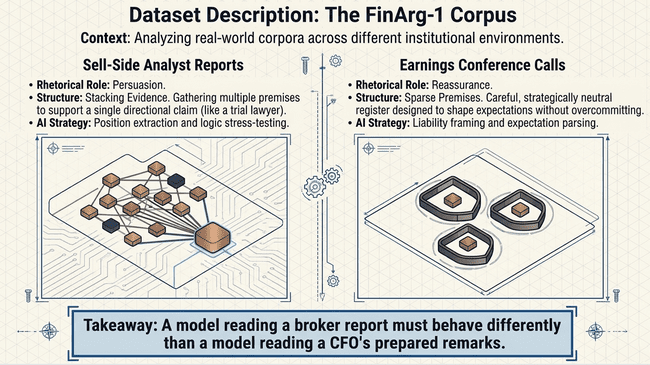 Dataset Description: The FinArg-1 Corpus
Context: Analyzing real-world corpora across different institutional environments.
Sell-Side Analyst Reports
• Rhetorical Role: Persuasion.
• Structure: Stacking Evidence. Gathering multiple premises
to support a single directional claim (like a trial lawyer).
• AI Strategy: Position extraction and logic stress-testing.
Earnings Conference Calls
• Rhetorical Role: Reassurance.
• Structure: Sparse Premises. Careful, strategically neutral
register designed to shape expectations without overcommitting.
• AI Strategy: Liability framing and expectation parsing.
Takeaway: A model reading a broker report must behave differently
than a model reading a CFO's prepared remarks.